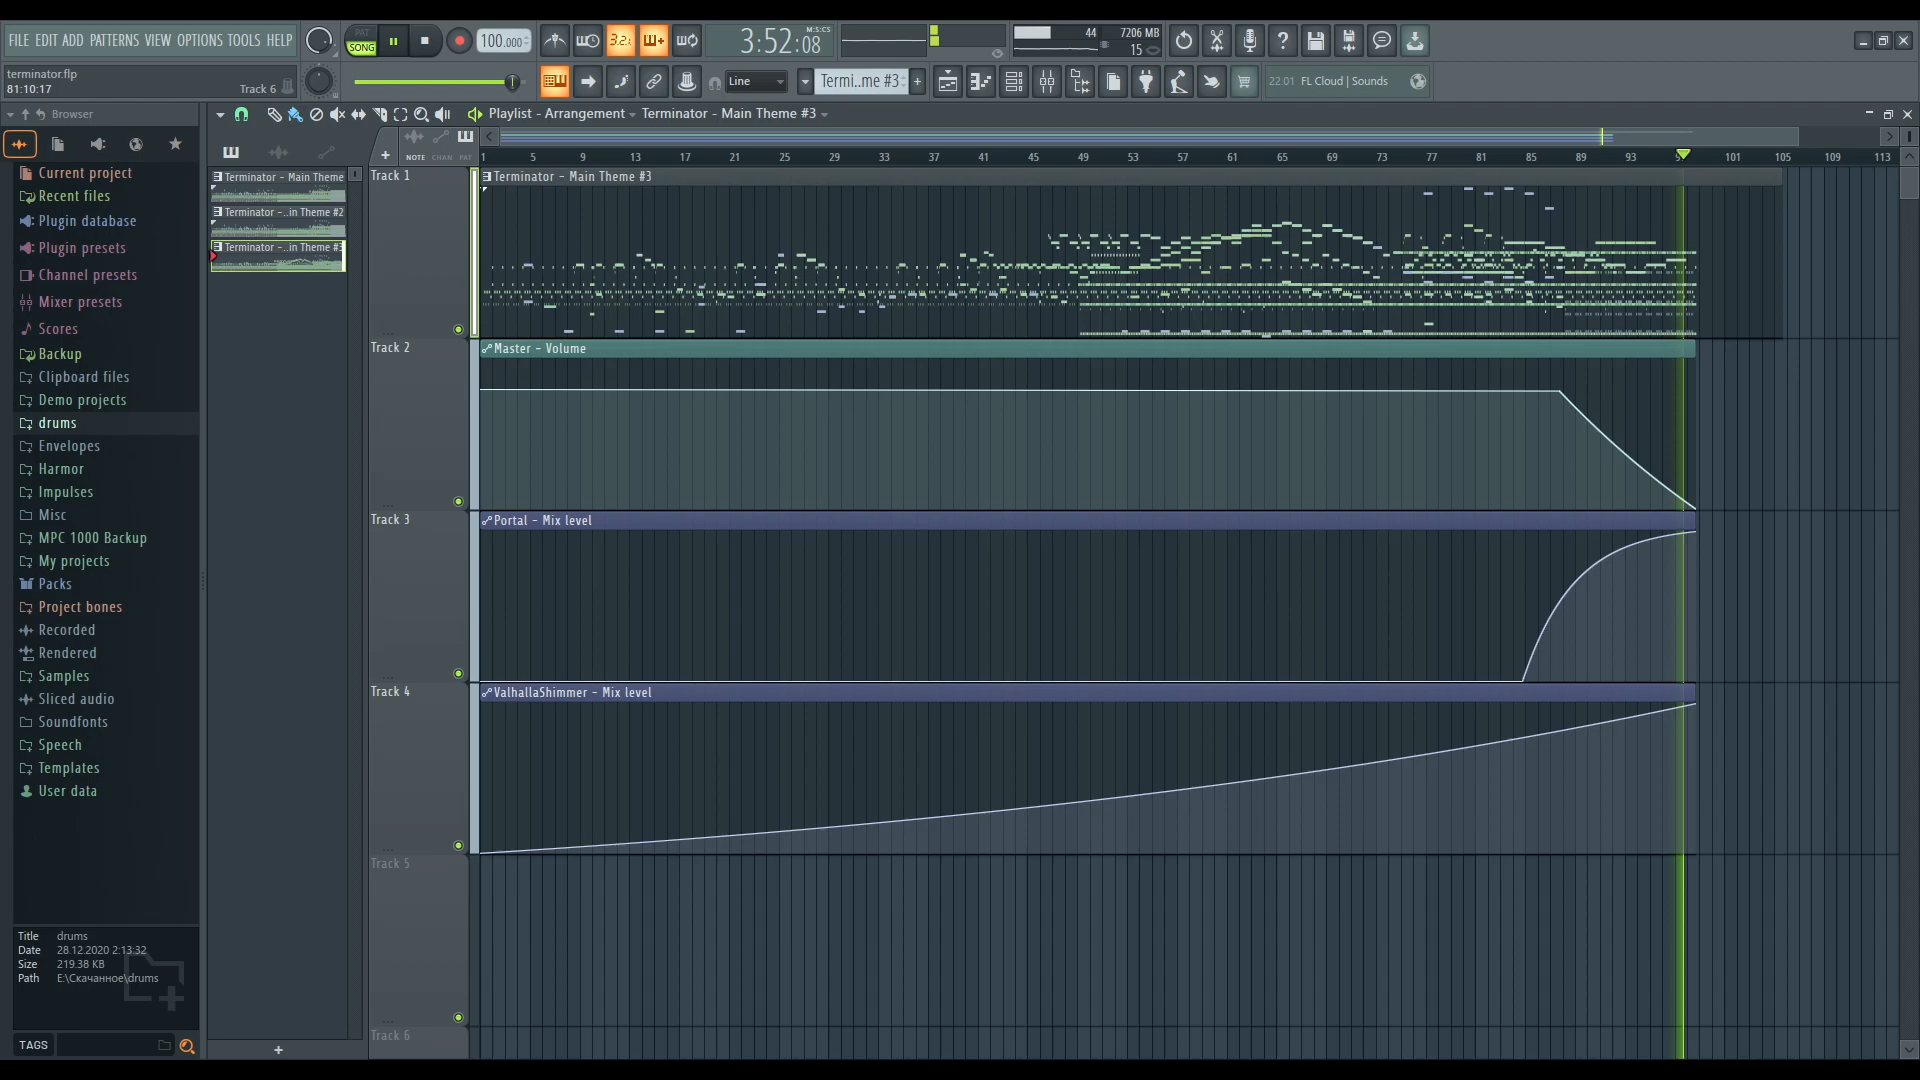 FILE EDIT ADD PATTERNS VIEW OPTIONS TOOLS HELP
PAT
SONG
100.000
3.2.
3:52:08
M:S:CS
44
7206 MB
15
terminator.flp
81:10:17
Track 6
Line
Termi..me #3
22.01 FL Cloud | Sounds
Browser
Playlist - Arrangement
Terminator - Main Theme #3
NOTE CHAN PAT
1 5 9 13 17 21 25 29 33 37 41 45 49 53 57 61 65 69 73 77 81 85 89 93 101 105 109 113
Current project
Recent files
Plugin database
Plugin presets
Channel presets
Mixer presets
Scores
Backup
Clipboard files
Demo projects
drums
Envelopes
Harmor
Impulses
Misc
MPC 1000 Backup
My projects
Packs
Project bones
Recorded
Rendered
Samples
Sliced audio
Soundfonts
Speech
Templates
User data
Title drums
Date 28.12.2020 2:13:32
Size 219.38 KB
Path E:\Скачанное\drums
TAGS
Terminator - Main Theme
Terminator - ..in Theme #2
Terminator - ..in Theme #3
Track 1
Terminator - Main Theme #3
Track 2
Master - Volume
Track 3
Portal - Mix level
Track 4
ValhallaShimmer - Mix level
Track 5
Track 6